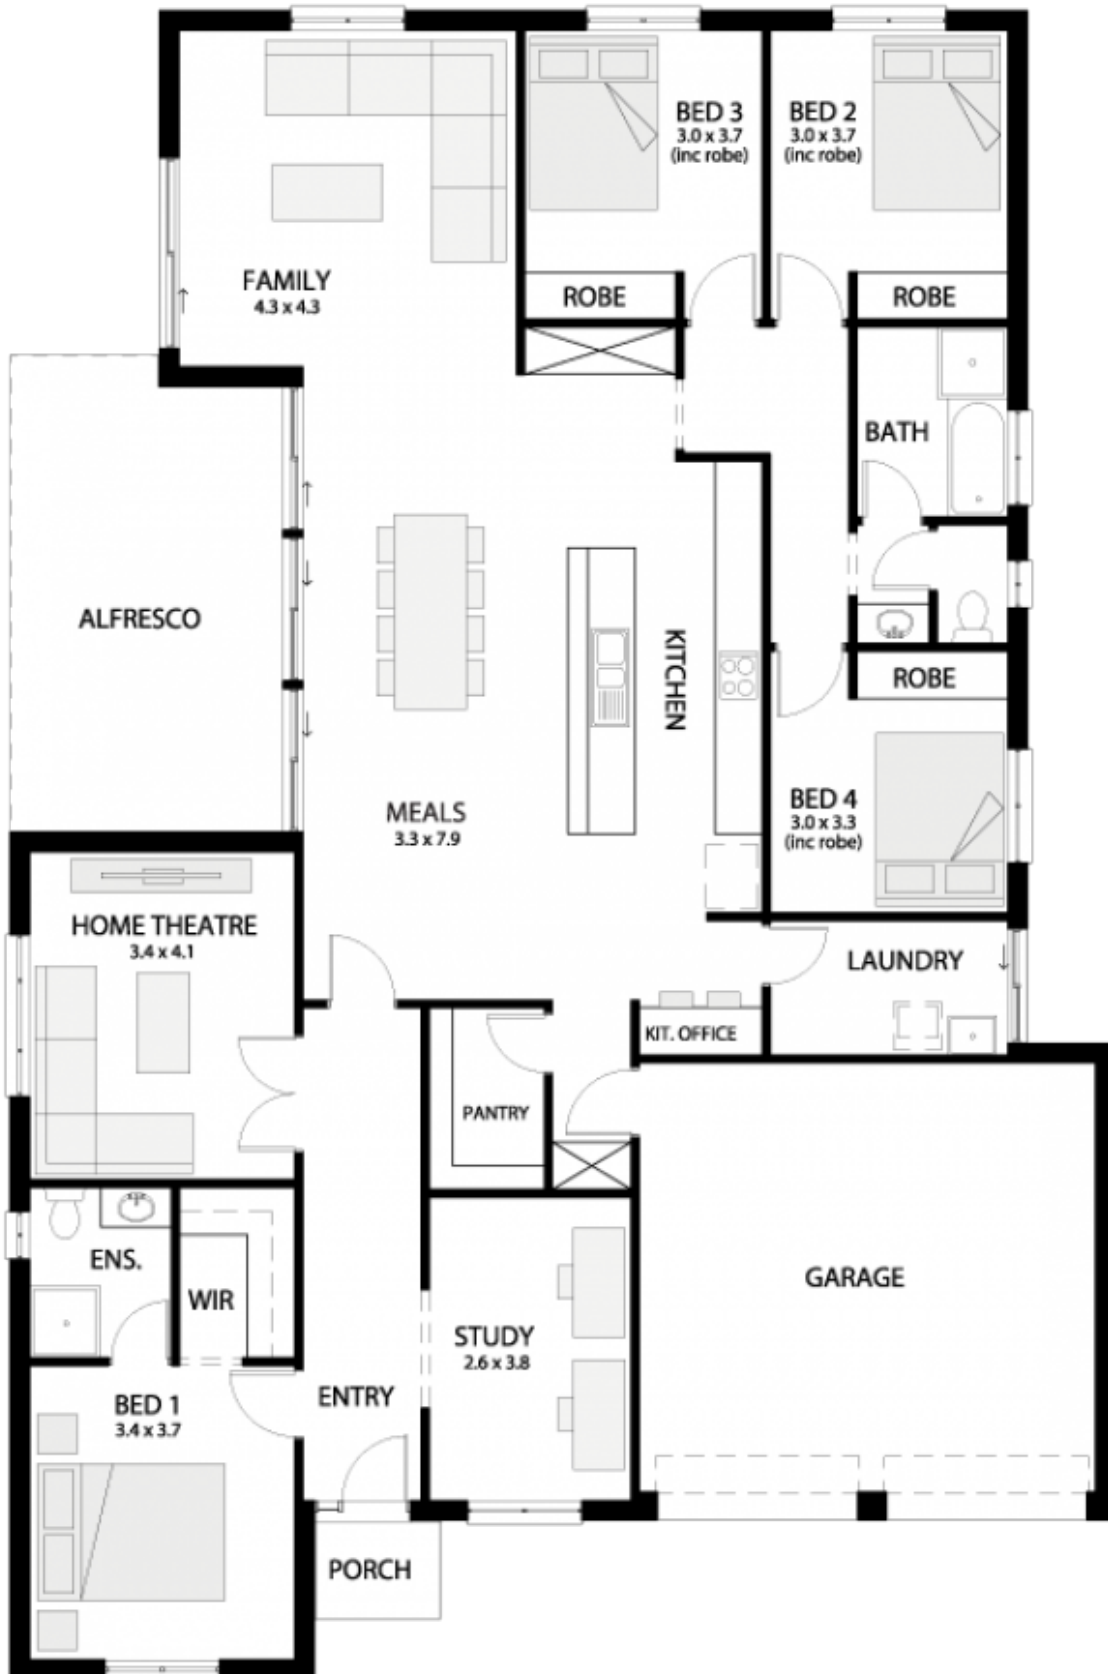 BED 3
3.0 x 3.7
(inc robe)
BED 2
3.0 x 3.7
(inc robe)
FAMILY
4.3 x 4.3
ROBE
ROBE
BATH
ALFRESCO
KITCHEN
ROBE
MEALS
3.3 x 7.9
BED 4
3.0 x 3.3
(inc robe)
HOME THEATRE
3.4 x 4.1
LAUNDRY
KIT. OFFICE
PANTRY
ENS.
WIR
GARAGE
STUDY
2.6 x 3.8
BED 1
3.4 x 3.7
ENTRY
PORCH